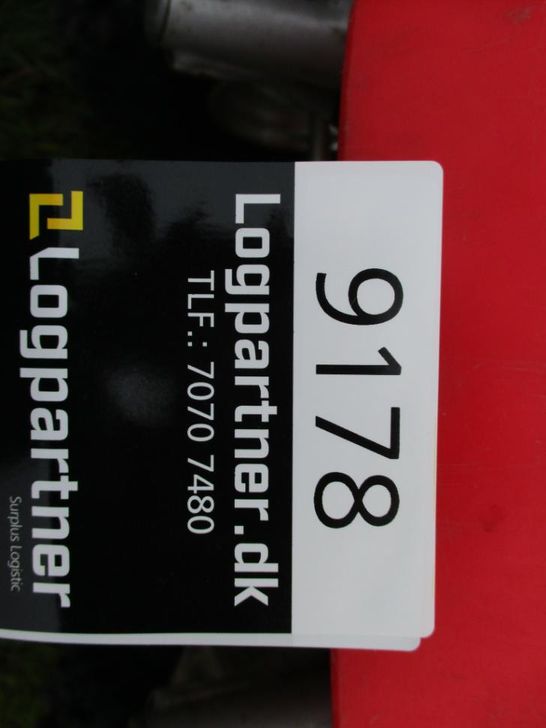 9178
Logpartner.dk
TLF.: 7070 7480
Logpartner
Surplus Logistic